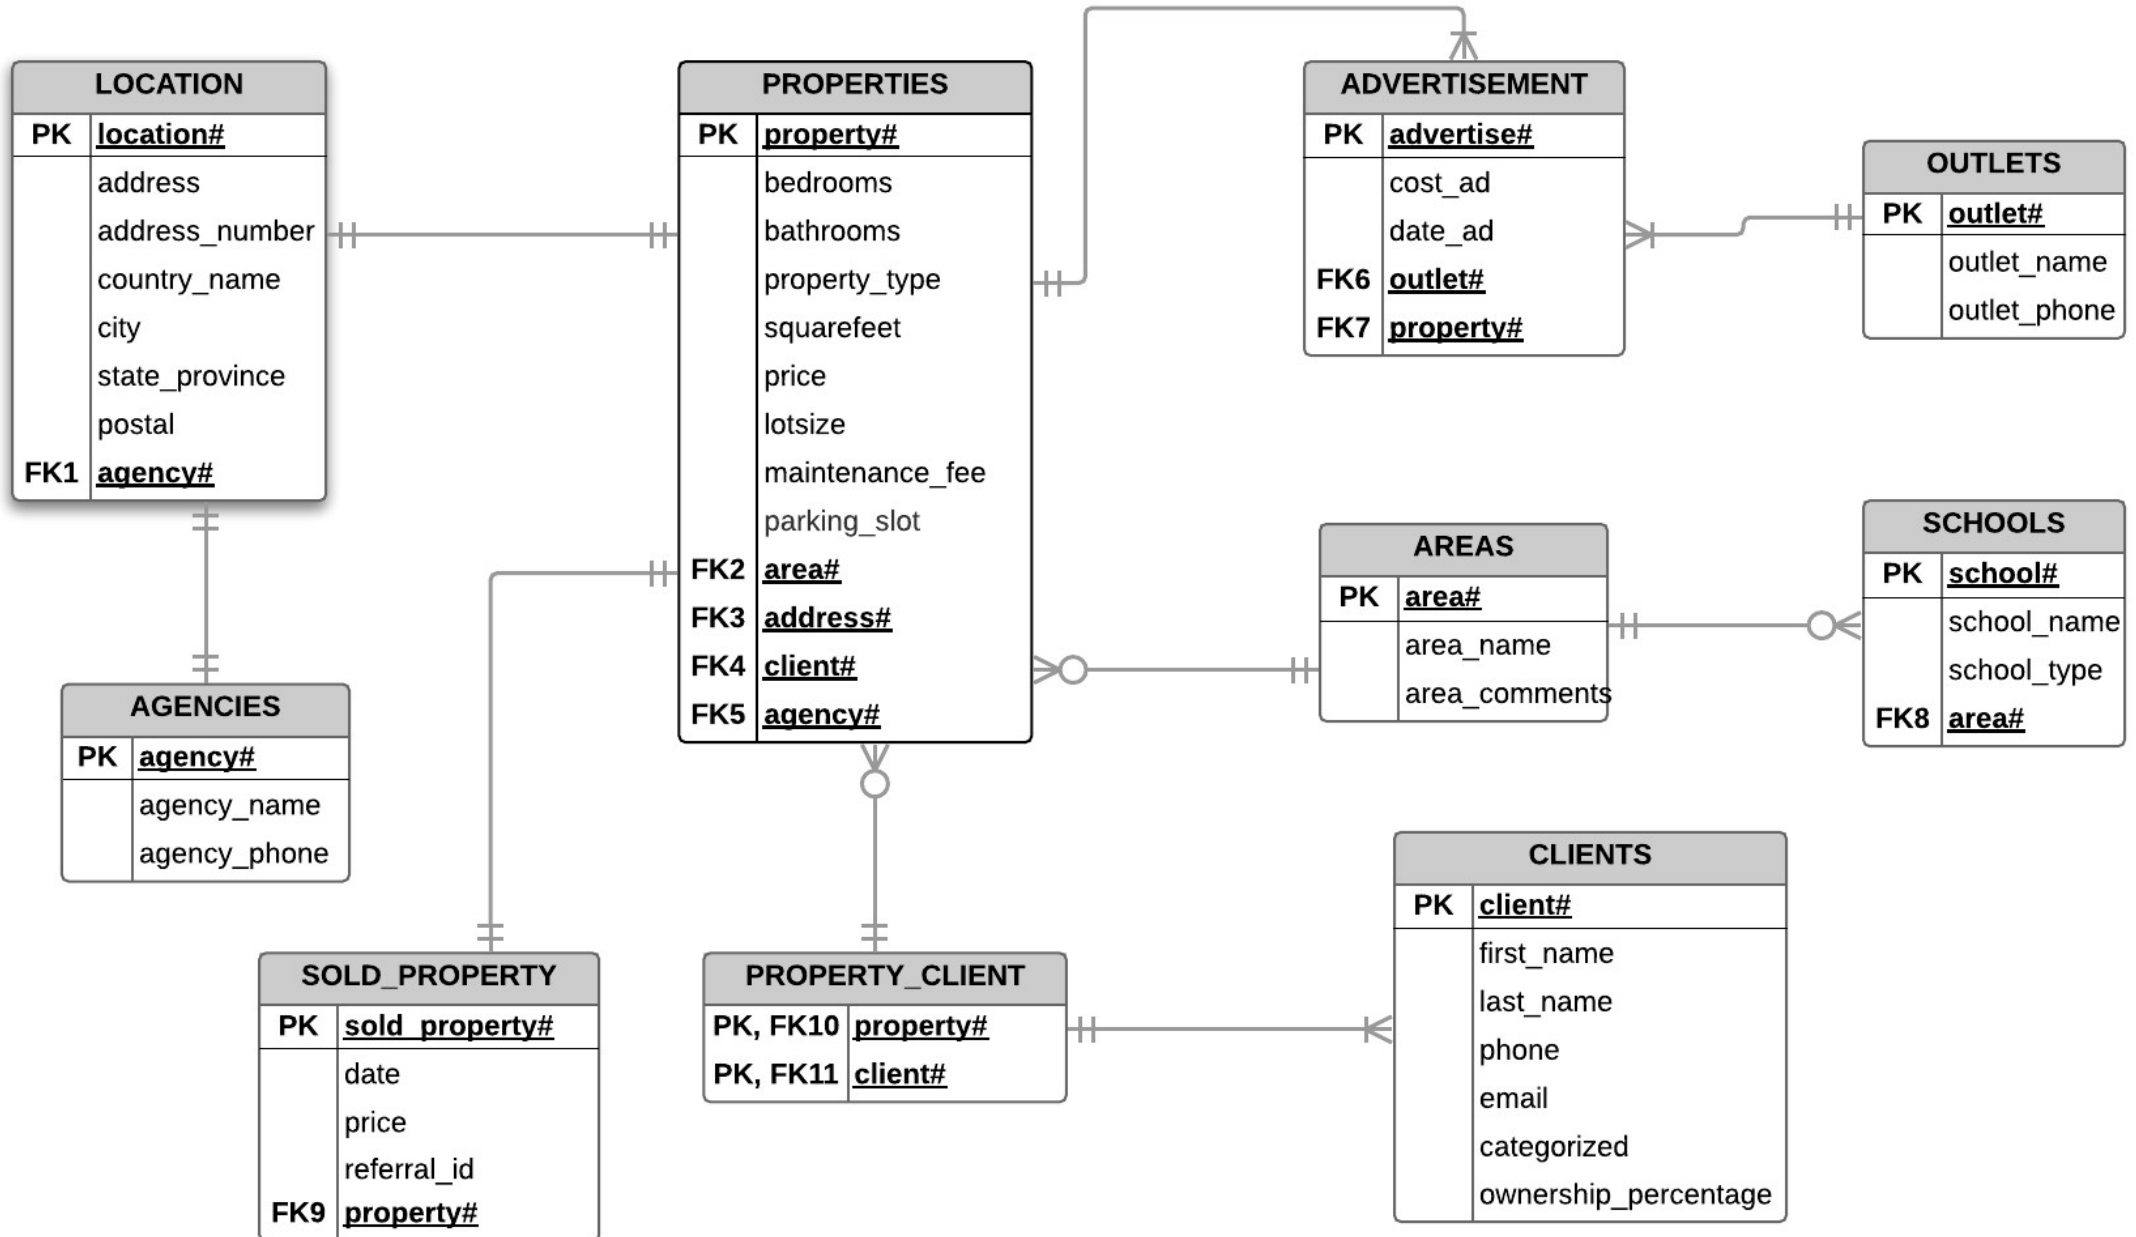 LOCATION
PK location#
address
address_number
country_name
city
state_province
postal
FK1 agency#
PROPERTIES
PK property#
bedrooms
bathrooms
property_type
squarefeet
price
lotsize
maintenance_fee
parking_slot
FK2 area#
FK3 address#
FK4 client#
FK5 agency#
ADVERTISEMENT
PK advertise#
cost_ad
date_ad
FK6 outlet#
FK7 property#
OUTLETS
PK outlet#
outlet_name
outlet_phone
AGENCIES
PK agency#
agency_name
agency_phone
AREAS
PK area#
area_name
area_comments
SCHOOLS
PK school#
school_name
school_type
FK8 area#
SOLD_PROPERTY
PK sold_property#
date
price
referral_id
FK9 property#
PROPERTY_CLIENT
PK, FK10 property#
PK, FK11 client#
CLIENTS
PK client#
first_name
last_name
phone
email
categorized
ownership_percentage